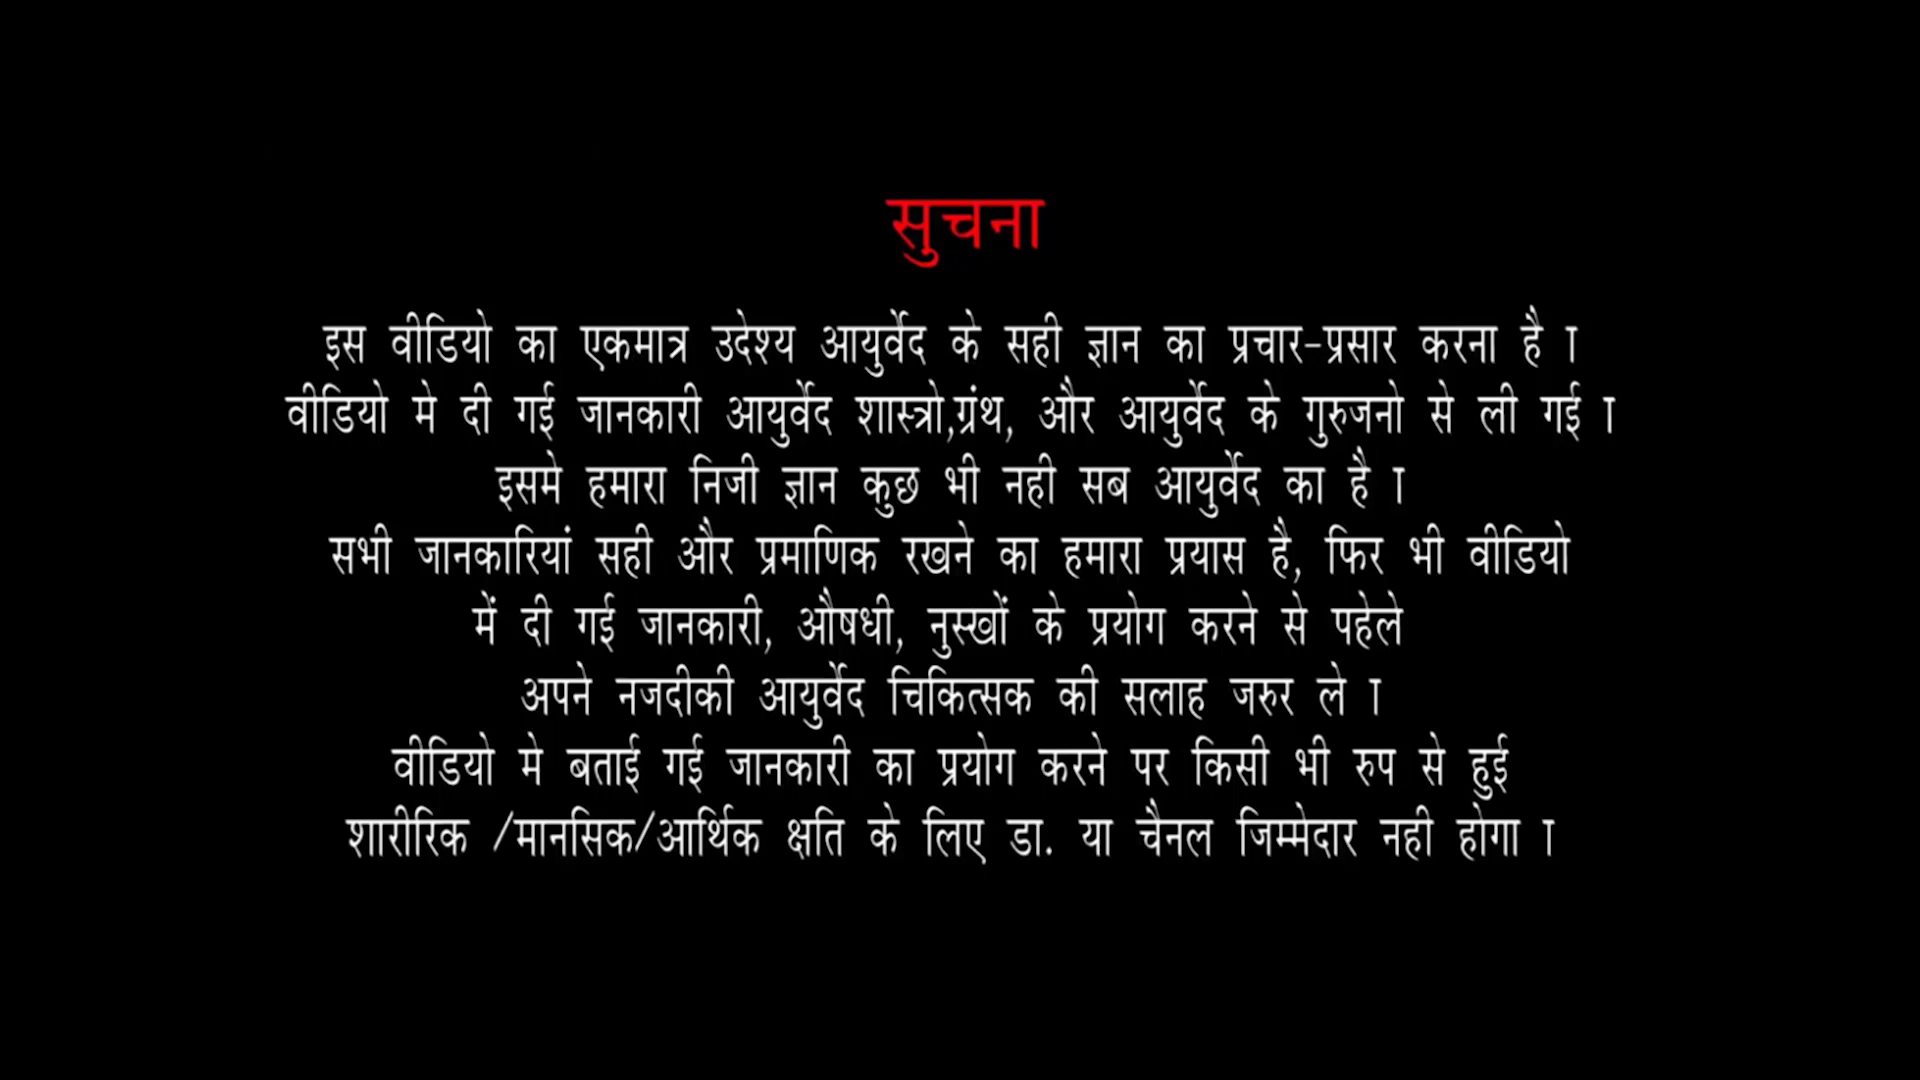 सुचना
इस वीडियो का एकमात्र उदेश्य आयुर्वेद के सही ज्ञान का प्रचार-प्रसार करना है ।
वीडियो मे दी गई जानकारी आयुर्वेद शास्त्रो,ग्रंथ, और आयुर्वेद के गुरुजनो से ली गई ।
इसमे हमारा निजी ज्ञान कुछ भी नही सब आयुर्वेद का है ।
सभी जानकारियां सही और प्रमाणिक रखने का हमारा प्रयास है, फिर भी वीडियो
में दी गई जानकारी, औषधी, नुस्खों के प्रयोग करने से पहेले
अपने नजदीकी आयुर्वेद चिकित्सक की सलाह जरुर ले ।
वीडियो मे बताई गई जानकारी का प्रयोग करने पर किसी भी रुप से हुई
शारीरिक /मानसिक/आर्थिक क्षति के लिए डा. या चैनल जिम्मेदार नही होगा ।